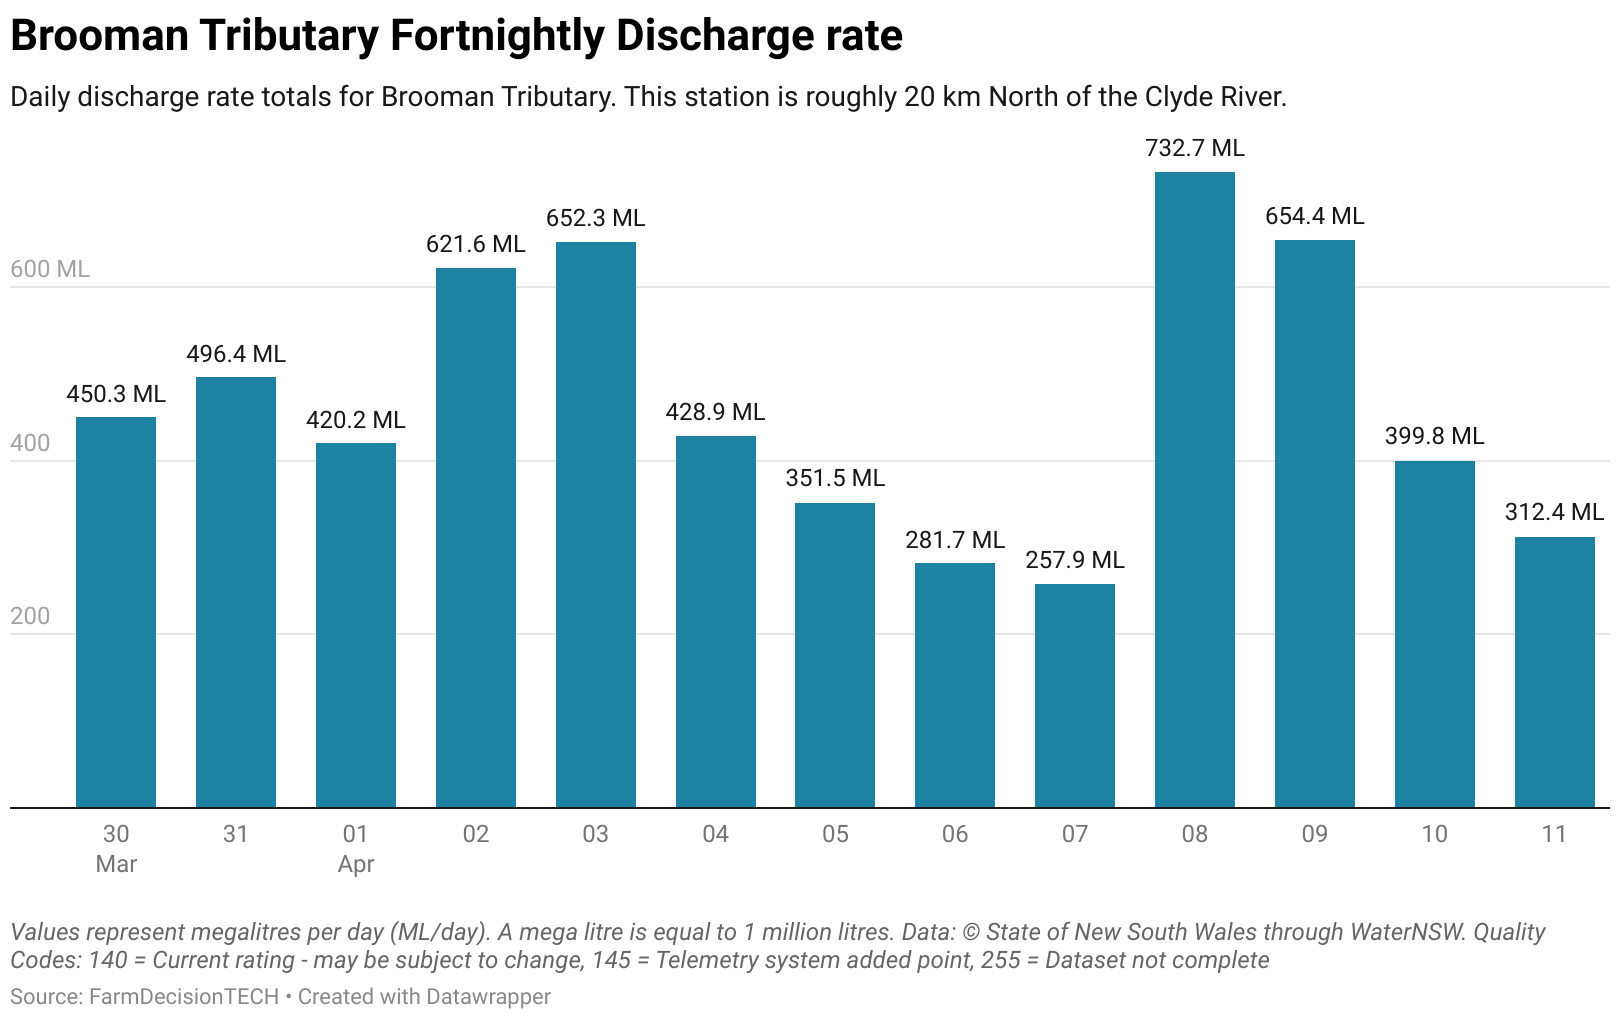 Brooman Tributary Fortnightly Discharge rate
Daily discharge rate totals for Brooman Tributary. This station is roughly 20 km North of the Clyde River.
732.7 ML
652.3 ML
654.4 ML
621.6 ML
600 ML
496.4 ML
450.3 ML
420.2 ML
428.9 ML
399.8 ML
400
351.5 ML
312.4 ML
281.7 ML
257.9 ML
200
30 31 01 02 03 04 05 06 07 08 09 10 11
Mar Apr
Values represent megalitres per day (ML/day). A mega litre is equal to 1 million litres. Data: © State of New South Wales through WaterNSW. Quality
Codes: 140 = Current rating - may be subject to change, 145 = Telemetry system added point, 255 = Dataset not complete
Source: FarmDecisionTECH • Created with Datawrapper